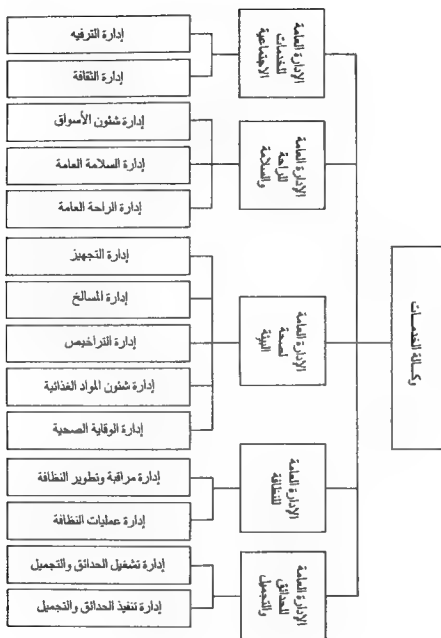 وكالة الخدمات
الإدارة العامة
للخدمات
الاجتماعية
إدارة الترفيه
إدارة الثقافة
الإدارة العامة
للراحة
والسلامة
إدارة شئون الأسواق
إدارة السلامة العامة
إدارة الراحة العامة
الإدارة العامة
لصحة
البيئة
إدارة التجهيز
إدارة المسالخ
إدارة التراخيص
إدارة شئون المواد الغذائية
إدارة الوقاية الصحية
الإدارة العامة
للنظافة
إدارة مراقبة وتطوير النظافة
إدارة عمليات النظافة
الإدارة العامة
للحدائق
والتجميل
إدارة تشغيل الحدائق والتجميل
إدارة تنفيذ الحدائق والتجميل